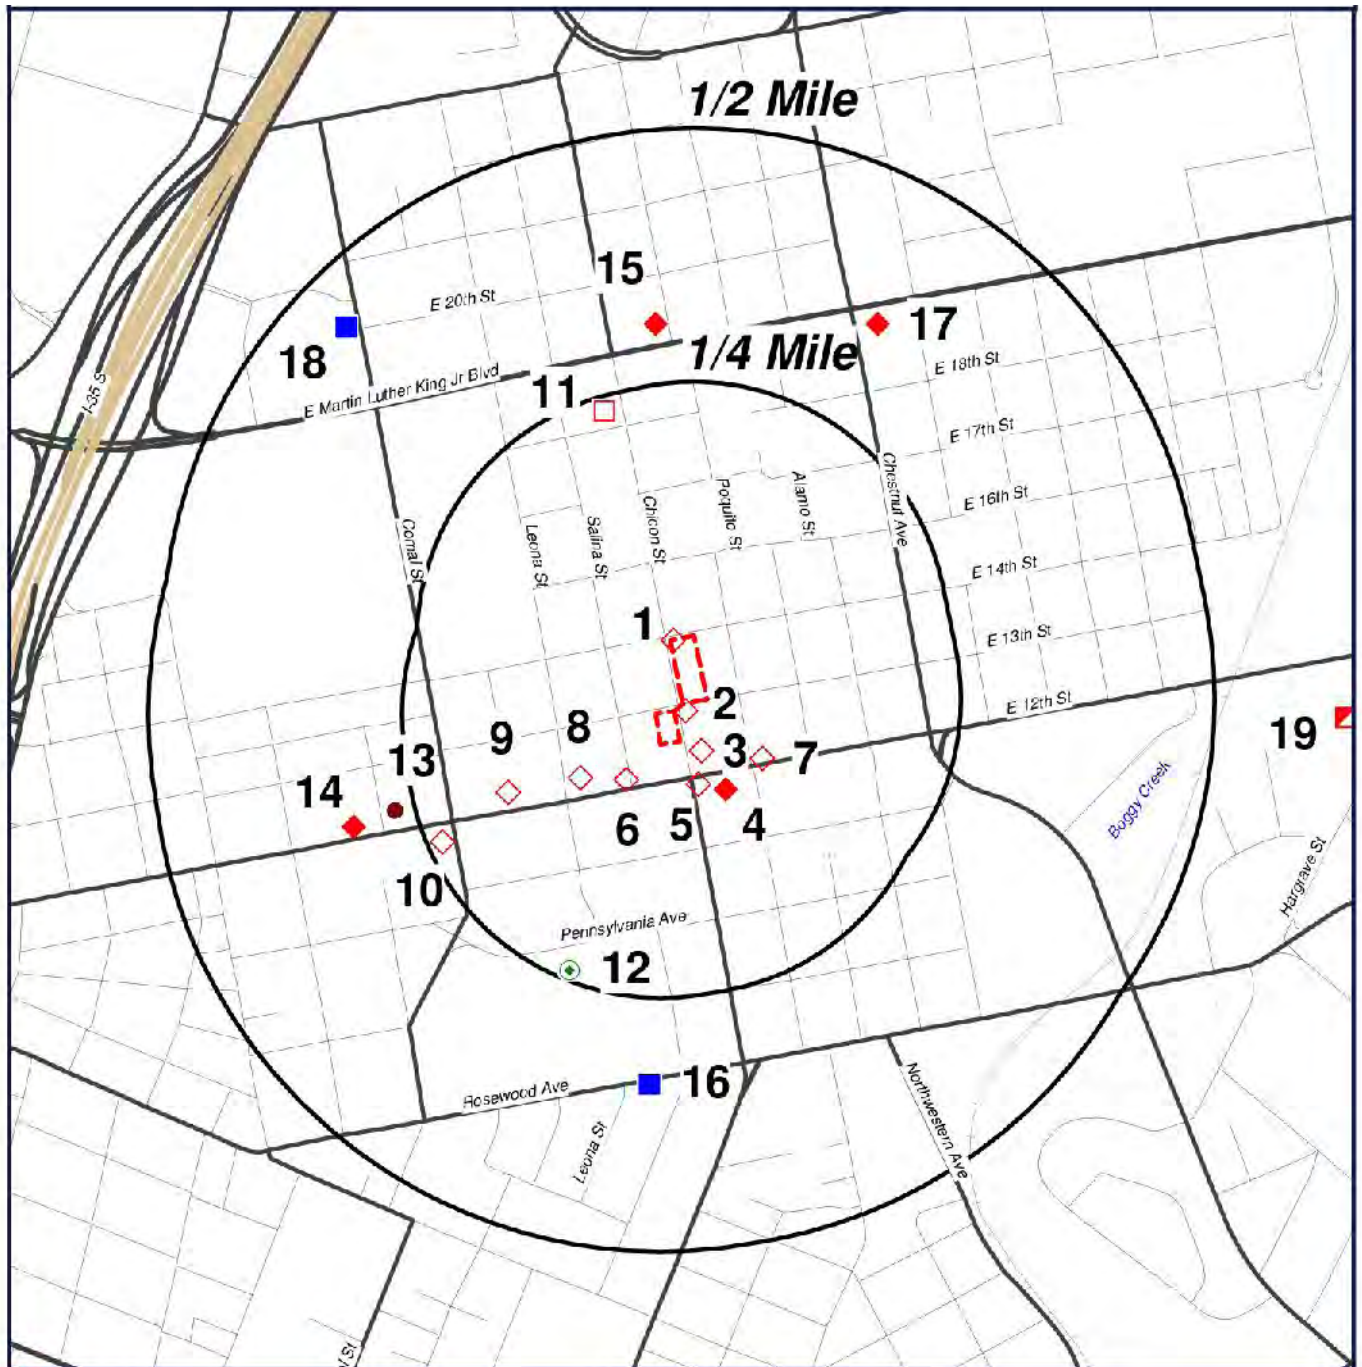 1/2 Mile
15
E 20th St
17
18
1/4 Mile
E 18th St
E Martin Luther King Jr Blvd
11
I-35 S
E 17th St
Chestnut Ave
Alamo St
Poquito St
Chicon St
Salina St
Leona St
Comal St
E 16th St
E 14th St
1
E 13th St
2
E 12th St
19
8
9
3
7
13
14
6
5
4
Boggy Creek
10
Hargrave St
Pennsylvania Ave
12
16
Rosewood Ave
Northwestern Ave
Leona St